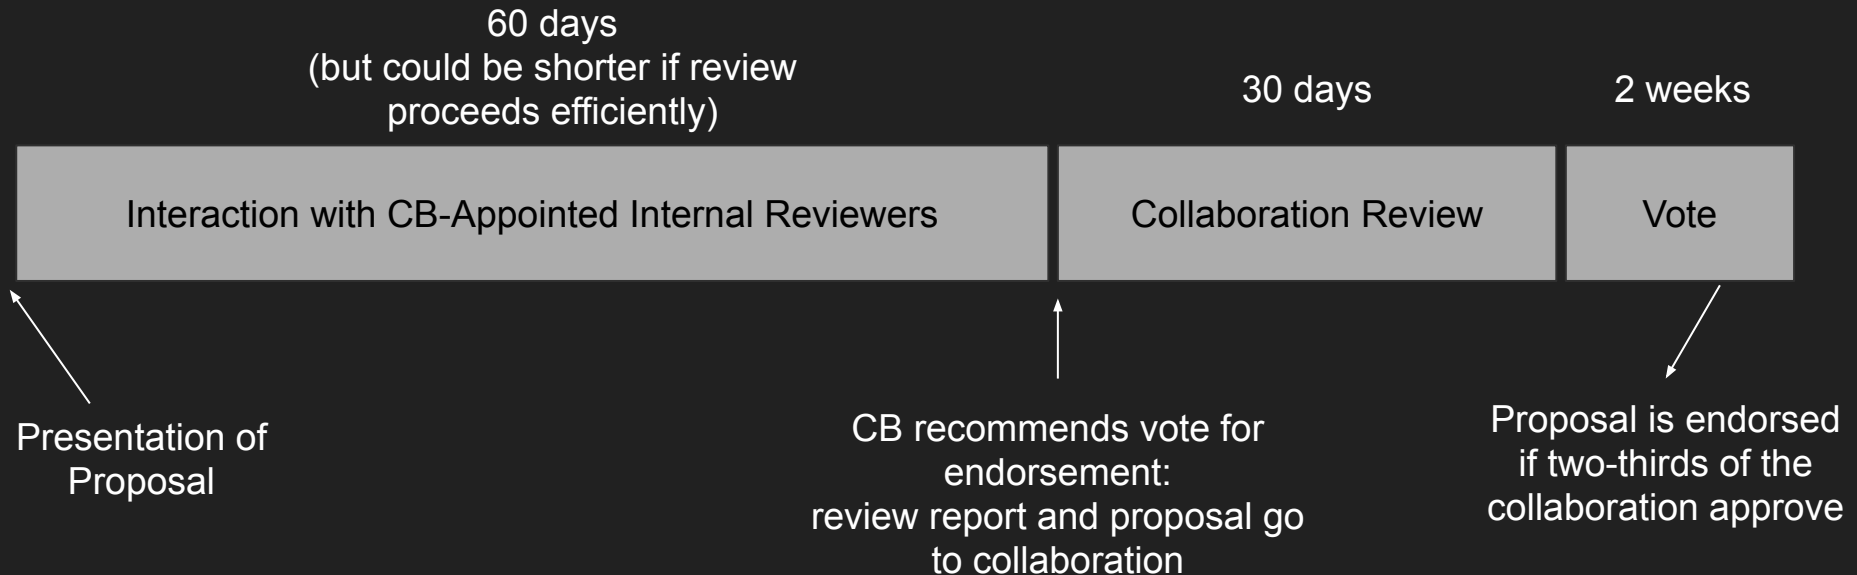 60 days
(but could be shorter if review
proceeds efficiently)
30 days
2 weeks
Interaction with CB-Appointed Internal Reviewers
Collaboration Review
Vote
Presentation of
Proposal
CB recommends vote for
endorsement:
review report and proposal go
to collaboration
Proposal is endorsed
if two-thirds of the
collaboration approve